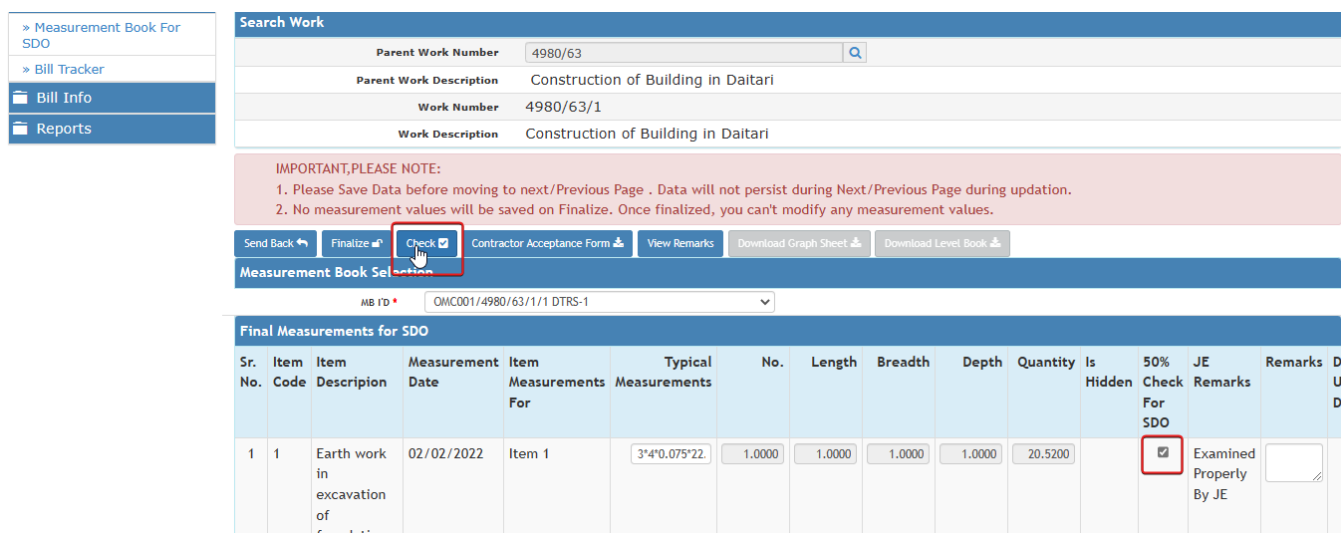 » Measurement Book For
SDO
» Bill Tracker
Bill Info
Reports
Search Work
Parent Work Number 4980/63
Parent Work Description Construction of Building in Daitari
Work Number 4980/63/1
Work Description Construction of Building in Daitari
IMPORTANT,PLEASE NOTE:
1. Please Save Data before moving to next/Previous Page . Data will not persist during Next/Previous Page during updation.
2. No measurement values will be saved on Finalize. Once finalized, you can't modify any measurement values.
Send Back Finalize Check Contractor Acceptance Form View Remarks Download Graph Sheet Download Level Book
Measurement Book Selection
MB I'D * OMC001/4980/63/1/1 DTRS-1
Final Measurements for SDO
Sr. Item Item Measurement Item Typical No. Length Breadth Depth Quantity Is 50% JE Remarks D
No. Code Descripion Date Measurements Measurements Hidden Check Remarks U
For For D
SDO
1 1 Earth work 02/02/2022 Item 1 3*4*0.075*22. 1.0000 1.0000 1.0000 1.0000 20.5200 Examined
in Properly
excavation By JE
of